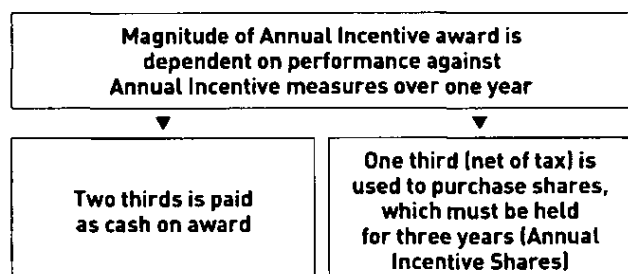 Magnitude of Annual Incentive award is
dependent on performance against
Annual Incentive measures over one year
Two thirds is paid
as cash on award
One third (net of tax) is
used to purchase shares,
which must be held
for three years (Annual
Incentive Shares)